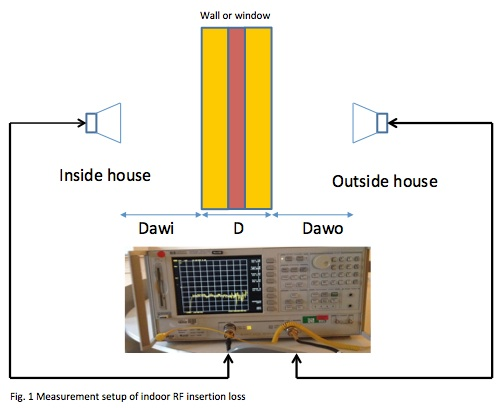 Wall or window
Inside house
Outside house
Dawi
D
Dawo
Fig. 1 Measurement setup of indoor RF insertion loss